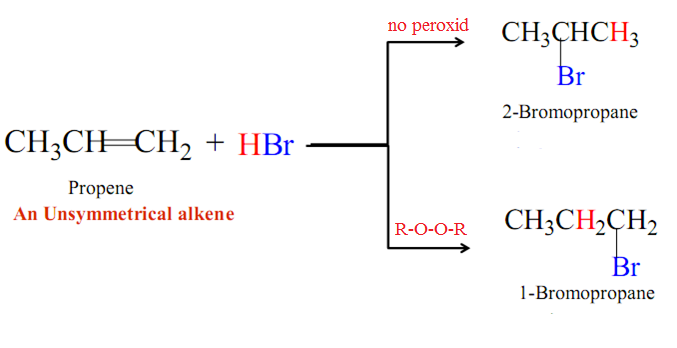 no peroxid
CH₃CHCH₃
Br
2-Bromopropane
CH₃CH=CH₂ + HBr
Propene
An Unsymmetrical alkene
R-O-O-R
CH₃CH₂CH₂
Br
1-Bromopropane